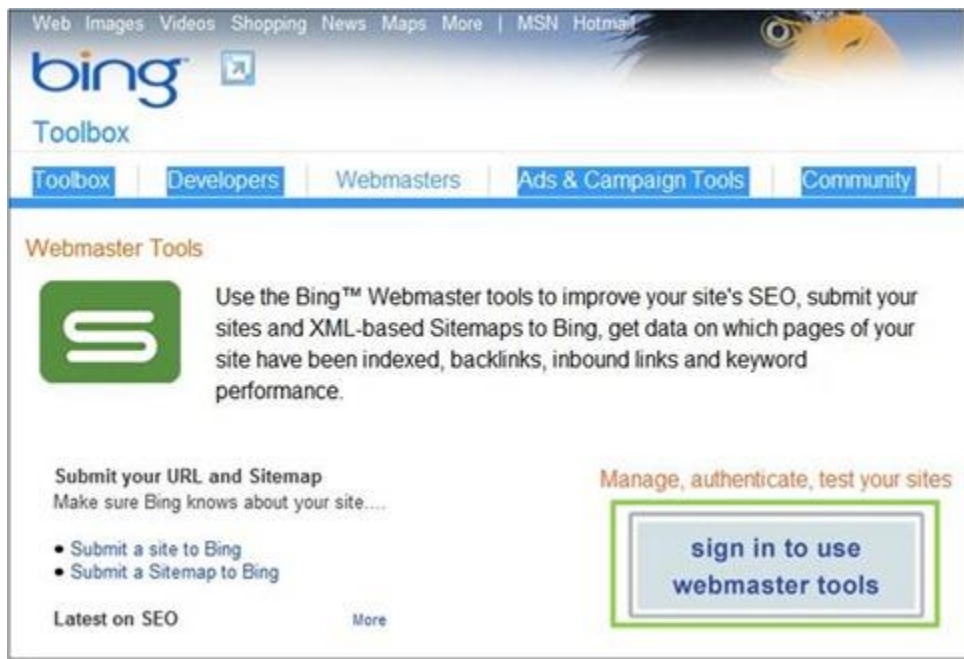 Web Images Videos Shopping News Maps More | MSN Hotmail
bing
Toolbox
Toolbox Developers Webmasters Ads & Campaign Tools Community
Webmaster Tools
Use the Bing™ Webmaster tools to improve your site's SEO, submit your
sites and XML-based Sitemaps to Bing, get data on which pages of your
site have been indexed, backlinks, inbound links and keyword
performance.
Submit your URL and Sitemap
Make sure Bing knows about your site....
• Submit a site to Bing
• Submit a Sitemap to Bing
Latest on SEO More
Manage, authenticate, test your sites
sign in to use
webmaster tools